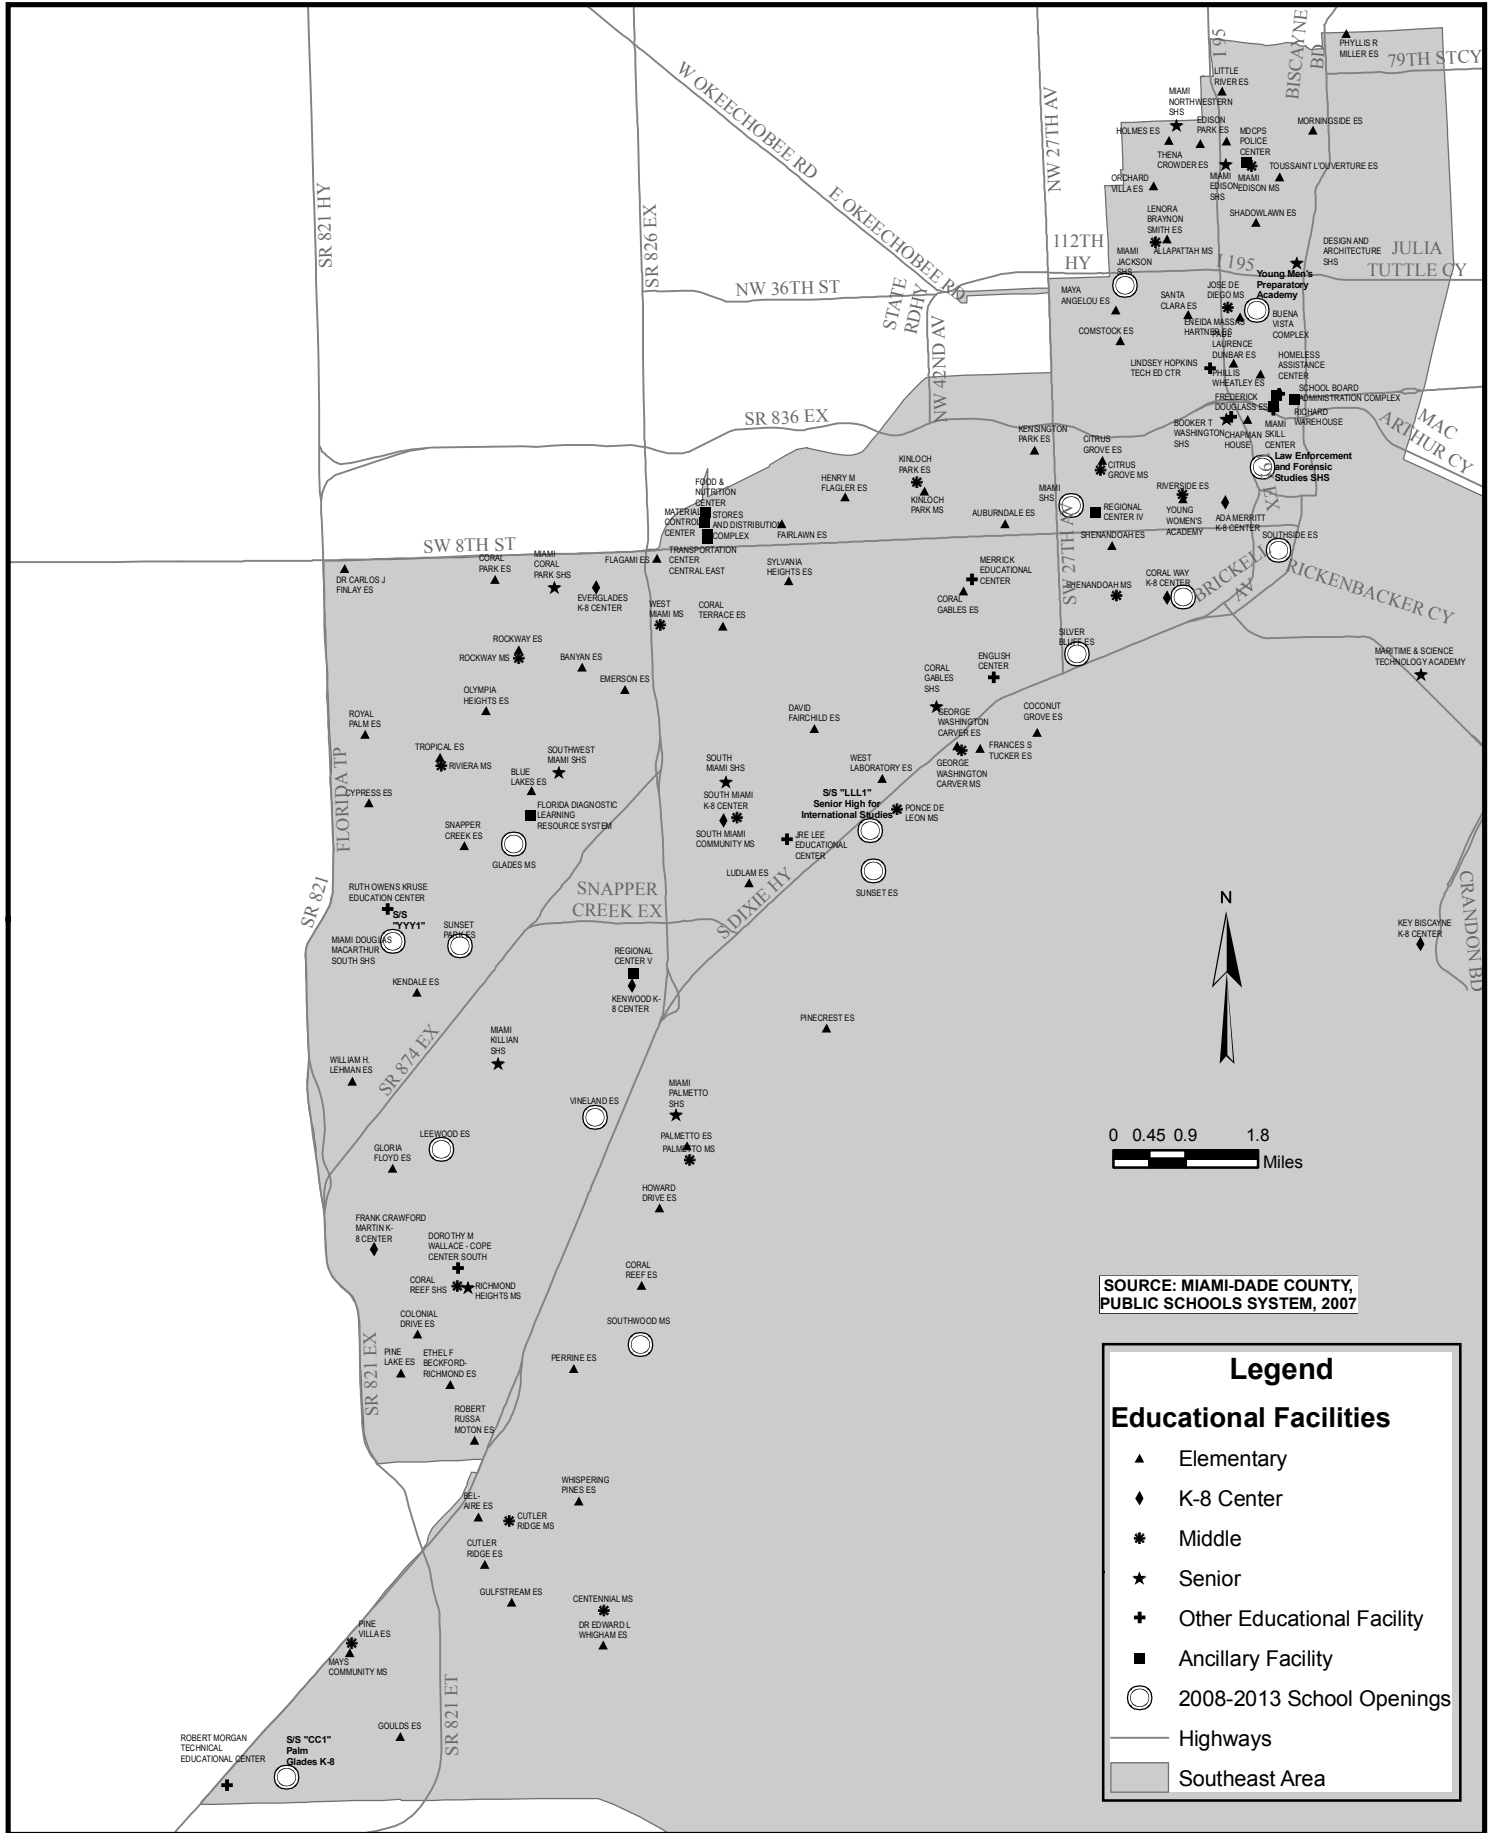 PHYLLIS R
MILLER ES
79TH STCY
I 95
BISCAYNE
BD
LITTLE
RIVER ES
MIAMI
NORTHWESTERN
SHS
EDISON
PARK ES
MDCPS
POLICE
CENTER
MORNINGSIDE ES
HOLMES ES
THENA
CROWDER ES
MIAMI
EDISON
SHS
MIAMI
EDISON MS
TOUSSAINT L'OUVERTURE ES
ORCHARD
VILLA ES
LENORA
BRAYNON
SMITH ES
SHADOWLAWN ES
ALLAPATTAH MS
MIAMI
JACKSON
SHS
DESIGN AND
ARCHITECTURE
SHS
W OKEECHOBEE RD
E OKEECHOBEE RD
NW 27TH AV
SR 821 HY
SR 826 EX
112TH
HY
I 195
JULIA
TUTTLE CY
NW 36TH ST
STATE
RDHY
NW 42ND AV
MAYA
ANGELOU ES
SANTA
CLARA ES
JOSE DE
DIEGO MS
Young Men's
Preparatory
Academy
ENEIDA MASSAS
HARTNER ES
BUENA
VISTA
COMPLEX
COMSTOCK ES
PAUL
LAURENCE
DUNBAR ES
LINDSEY HOPKINS
TECH ED CTR
PHILLIS
WHEATLEY ES
HOMELESS
ASSISTANCE
CENTER
SCHOOL BOARD
ADMINISTRATION COMPLEX
FREDERICK
DOUGLASS ES
RICHARD
WAREHOUSE
BOOKER T
WASHINGTON
SHS
CHAPMAN
HOUSE
MIAMI
SKILL
CENTER
MAC
ARTHUR CY
SR 836 EX
KENSINGTON
PARK ES
CITRUS
GROVE ES
CITRUS
GROVE MS
Law Enforcement
and Forensic
Studies SHS
I 95 EX
KINLOCH
PARK ES
KINLOCH
PARK MS
HENRY M
FLAGLER ES
FOOD &
NUTRITION
CENTER
MATERIAL
CONTROL
CENTER
STORES
AND DISTRIBUTION
COMPLEX
FAIRLAWN ES
MIAMI
SHS
REGIONAL
CENTER IV
RIVERSIDE ES
YOUNG
WOMEN'S
ACADEMY
ADA MERRITT
K-8 CENTER
AUBURNDALE ES
SHENANDOAH ES
SOUTHSIDE ES
SW 8TH ST
TRANSPORTATION
CENTER
CENTRAL EAST
FLAGAMI ES
DR CARLOS J
FINLAY ES
CORAL
PARK ES
MIAMI
CORAL
PARK SHS
EVERGLADES
K-8 CENTER
SYLVANIA
HEIGHTS ES
MERRICK
EDUCATIONAL
CENTER
CORAL
GABLES ES
SW 27TH AV
SHENANDOAH MS
CORAL WAY
K-8 CENTER
BRICKELL
AV
RICKENBACKER CY
WEST
MIAMI MS
CORAL
TERRACE ES
ROCKWAY ES
ROCKWAY MS
BANYAN ES
EMERSON ES
SILVER
BLUFF ES
ENGLISH
CENTER
CORAL
GABLES
SHS
MARITIME & SCIENCE
TECHNOLOGY ACADEMY
OLYMPIA
HEIGHTS ES
ROYAL
PALM ES
DAVID
FAIRCHILD ES
GEORGE
WASHINGTON
CARVER ES
COCONUT
GROVE ES
FRANCES S
TUCKER ES
GEORGE
WASHINGTON
CARVER MS
TROPICAL ES
RIVIERA MS
SOUTHWEST
MIAMI SHS
BLUE
LAKES ES
SOUTH
MIAMI SHS
WEST
LABORATORY ES
CYPRESS ES
FLORIDA TP
FLORIDA DIAGNOSTIC
LEARNING
RESOURCE SYSTEM
SOUTH MIAMI
K-8 CENTER
SOUTH MIAMI
COMMUNITY MS
S/S "LLL1"
Senior High for
International Studies
PONCE DE
LEON MS
SNAPPER
CREEK ES
GLADES MS
JRE LEE
EDUCATIONAL
CENTER
SUNSET ES
LUDLAM ES
SNAPPER
CREEK EX
S DIXIE HY
SR 821
RUTH OWENS KRUSE
EDUCATION CENTER
S/S
"YYY1"
MIAMI DOUGLAS
MACARTHUR
SOUTH SHS
SUNSET
PARK ES
KENDALE ES
REGIONAL
CENTER V
KENWOOD K-
8 CENTER
N
KEY BISCAYNE
K-8 CENTER
CRANDON BD
PINECREST ES
MIAMI
KILLIAN
SHS
SR 874 EX
WILLIAM H.
LEHMAN ES
VINELAND ES
MIAMI
PALMETTO
SHS
LEEWOOD ES
PALMETTO ES
PALMETTO MS
GLORIA
FLOYD ES
0 0.45 0.9 1.8
Miles
HOWARD
DRIVE ES
FRANK CRAWFORD
MARTIN K-
8 CENTER
DOROTHY M
WALLACE - COPE
CENTER SOUTH
CORAL
REEF SHS
RICHMOND
HEIGHTS MS
CORAL
REEF ES
COLONIAL
DRIVE ES
SOUTHWOOD MS
SR 821 EX
PINE
LAKE ES
ETHEL F
BECKFORD-
RICHMOND ES
PERRINE ES
ROBERT
RUSSA
MOTON ES
WHISPERING
PINES ES
BEL-
AIRE ES
CUTLER
RIDGE MS
CUTLER
RIDGE ES
GULFSTREAM ES
CENTENNIAL MS
DR EDWARD L
WHIGHAM ES
PINE
VILLA ES
MAYS
COMMUNITY MS
SR 821 ET
GOULDS ES
ROBERT MORGAN
TECHNICAL
EDUCATIONAL CENTER
S/S "CC1"
Palm
Glades K-8
SOURCE: MIAMI-DADE COUNTY,
PUBLIC SCHOOLS SYSTEM, 2007
Legend
Educational Facilities
Elementary
K-8 Center
Middle
Senior
Other Educational Facility
Ancillary Facility
2008-2013 School Openings
Highways
Southeast Area